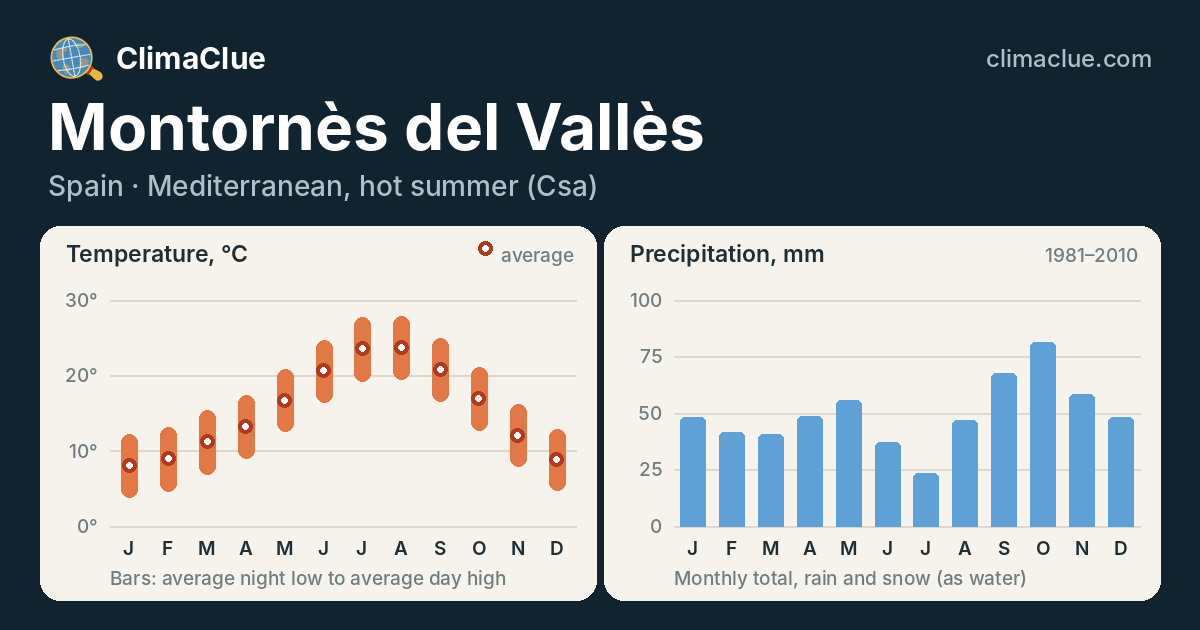 ClimaClue
climaclue.com
Montornès del Vallès
Spain · Mediterranean, hot summer (Csa)
Temperature, °C
average
30°
20°
10°
0°
J F M A M J J A S O N D
Bars: average night low to average day high
Precipitation, mm
1981–2010
100
75
50
25
0
J F M A M J J A S O N D
Monthly total, rain and snow (as water)